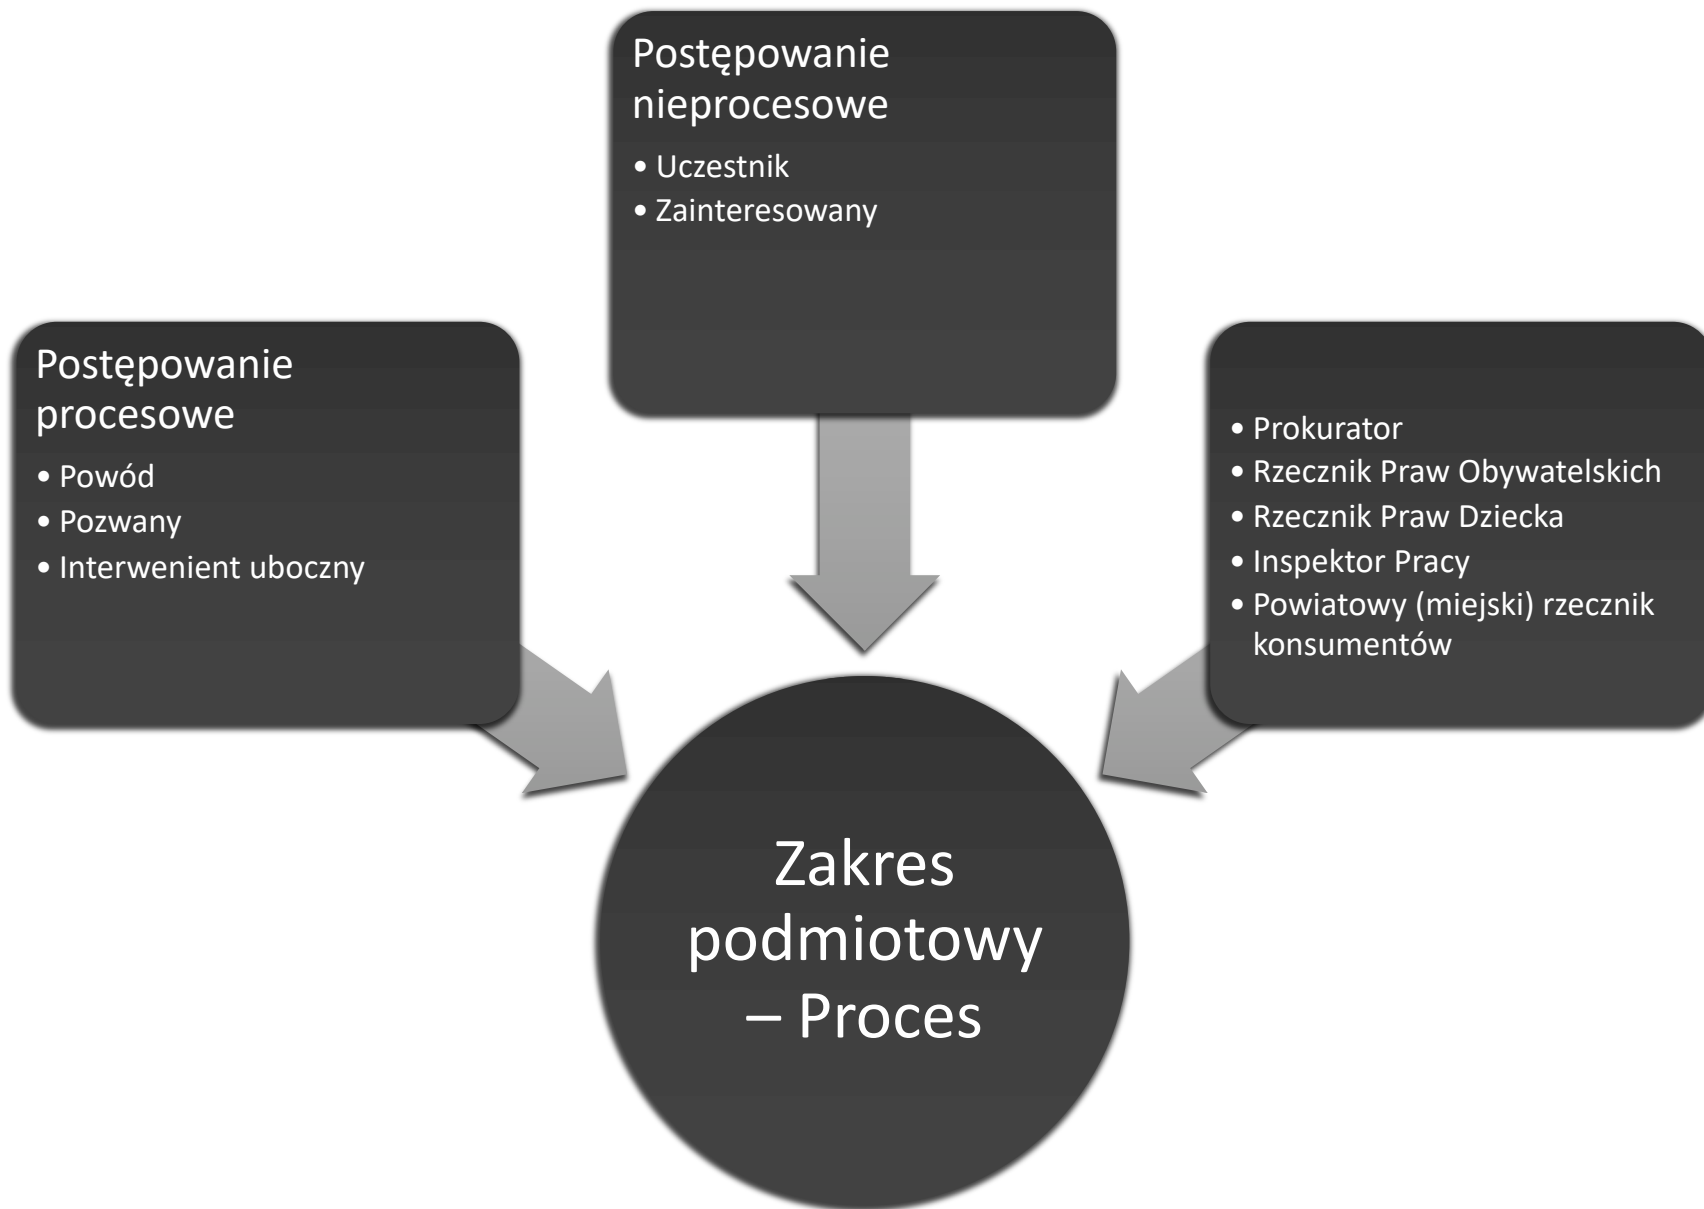 Postępowanie
nieprocesowe
• Uczestnik
• Zainteresowany
Postępowanie
procesowe
• Powód
• Pozwany
• Interwenient uboczny
• Prokurator
• Rzecznik Praw Obywatelskich
• Rzecznik Praw Dziecka
• Inspektor Pracy
• Powiatowy (miejski) rzecznik
konsumentów
Zakres
podmiotowy
– Proces